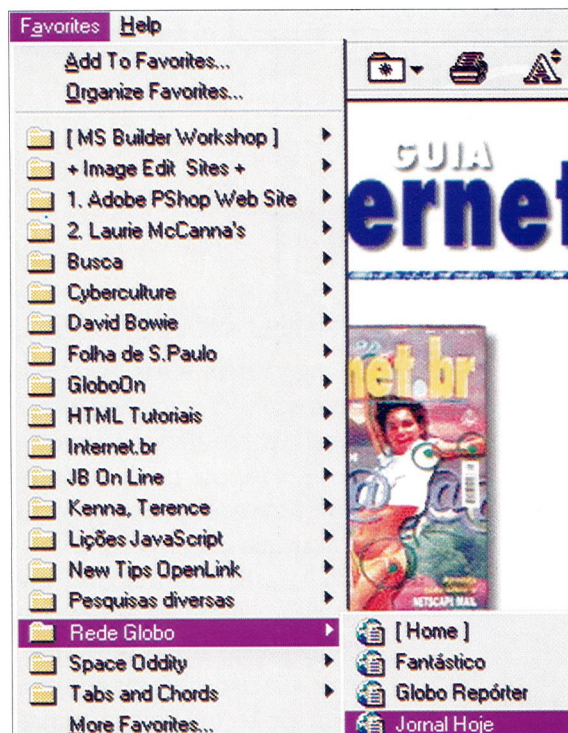 Favorites Help
Add To Favorites...
Organize Favorites...
[ MS Builder Workshop ]
+ Image Edit Sites +
1. Adobe PShop Web Site
2. Laurie McCanna's
Busca
Cyberculture
David Bowie
Folha de S.Paulo
GloboOn
HTML Tutoriais
Internet.br
JB On Line
Kenna, Terence
Lições JavaScript
New Tips OpenLink
Pesquisas diversas
Rede Globo
Space Oddity
Tabs and Chords
More Favorites...
[ Home ]
Fantástico
Globo Repórter
Jornal Hoje
A
GUIA
ernet
net.br
@
@
NETSCAPE MAIL